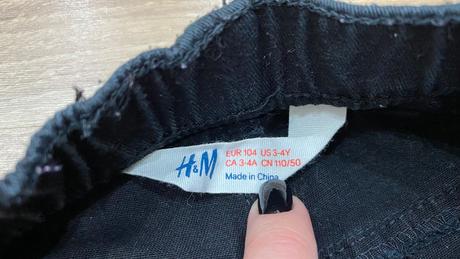 H&M
EUR 104 US 3-4Y
CA 3-4A CN 110/50
Made in China